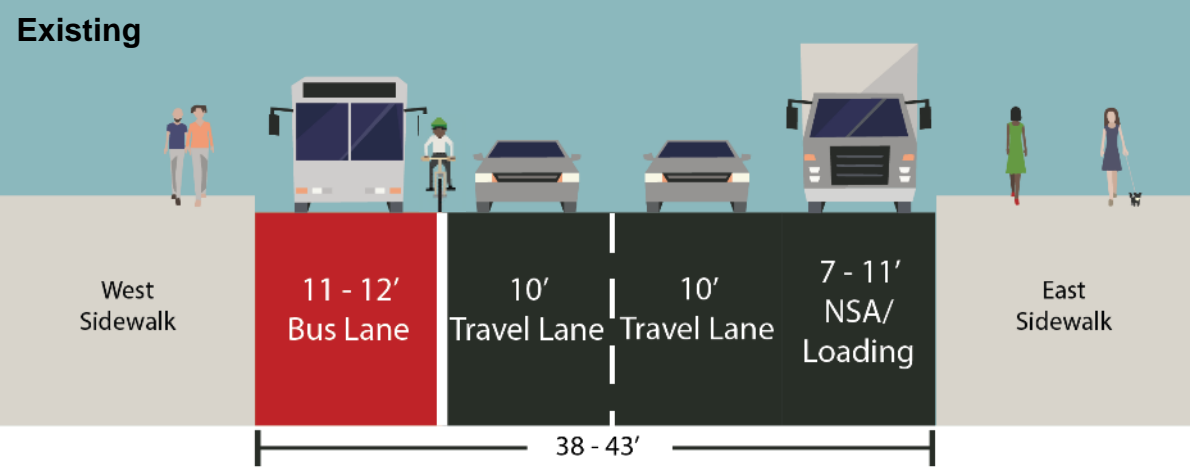 Existing
West
Sidewalk
11 - 12’
Bus Lane
10’
Travel Lane
10’
Travel Lane
7 - 11’
NSA/
Loading
East
Sidewalk
38 - 43’